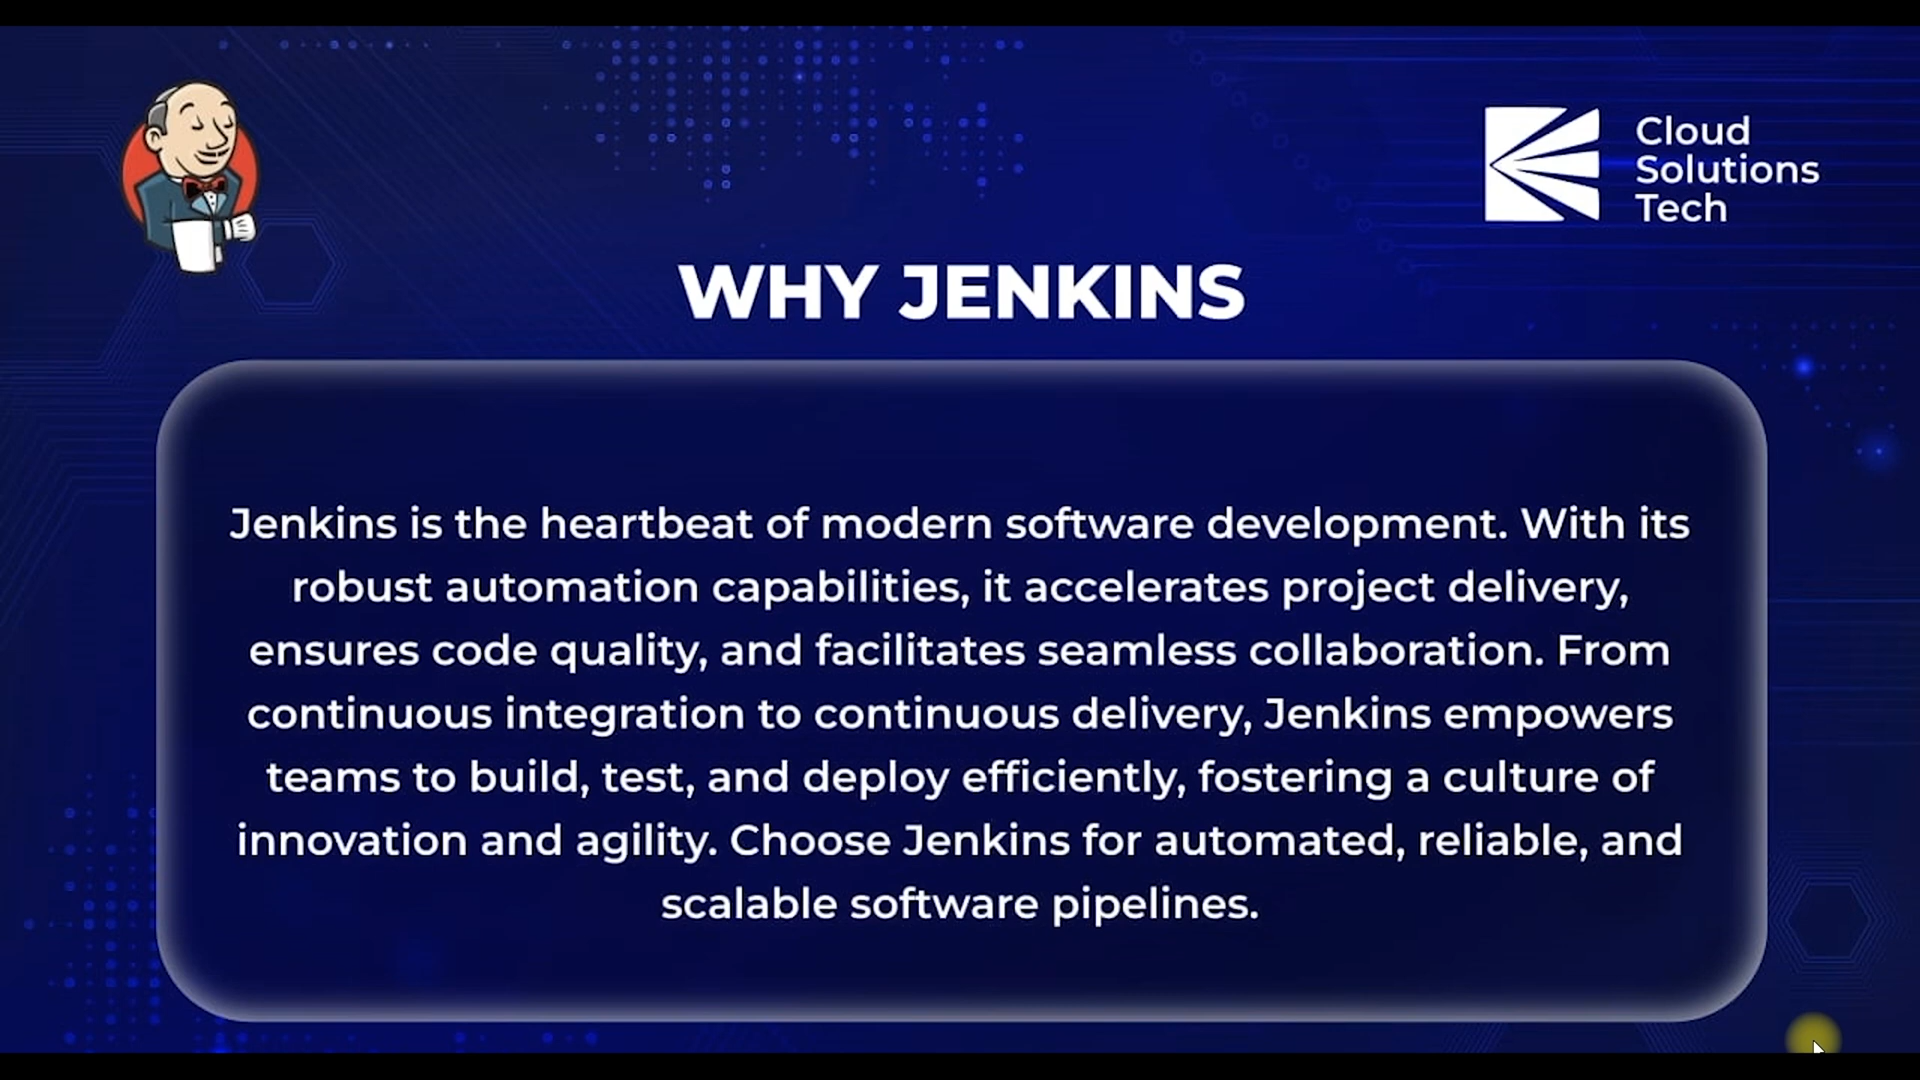 Cloud
Solutions
Tech
WHY JENKINS
Jenkins is the heartbeat of modern software development. With its
robust automation capabilities, it accelerates project delivery,
ensures code quality, and facilitates seamless collaboration. From
continuous integration to continuous delivery, Jenkins empowers
teams to build, test, and deploy efficiently, fostering a culture of
innovation and agility. Choose Jenkins for automated, reliable, and
scalable software pipelines.